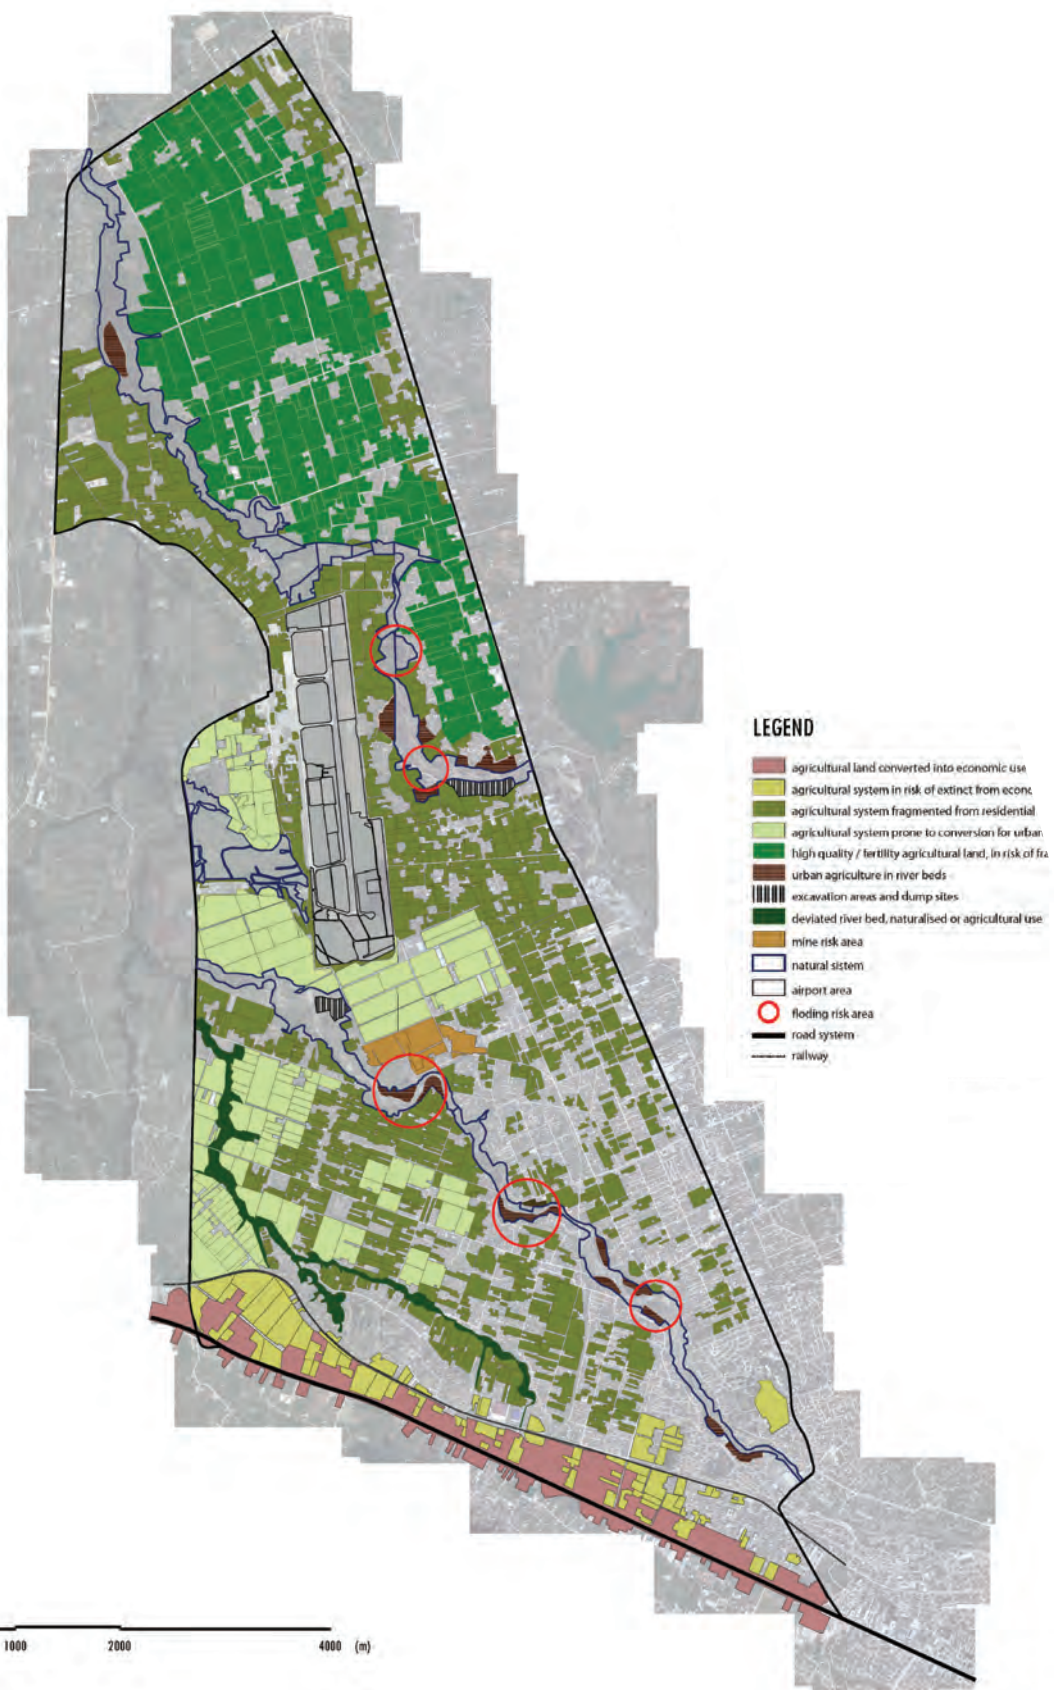 LEGEND
agricultural land converted into economic use
agricultural system in risk of extinct from econc
agricultural system fragmented from residential
agricultural system prone to conversion for urban
high quality / fertility agricultural land, in risk of fra
urban agriculture in river beds
excavation areas and dump sites
deviated river bed, naturalised or agricultural use
mine risk area
natural sistem
airport area
floding risk area
road system
railway
1000 2000 4000 (m)